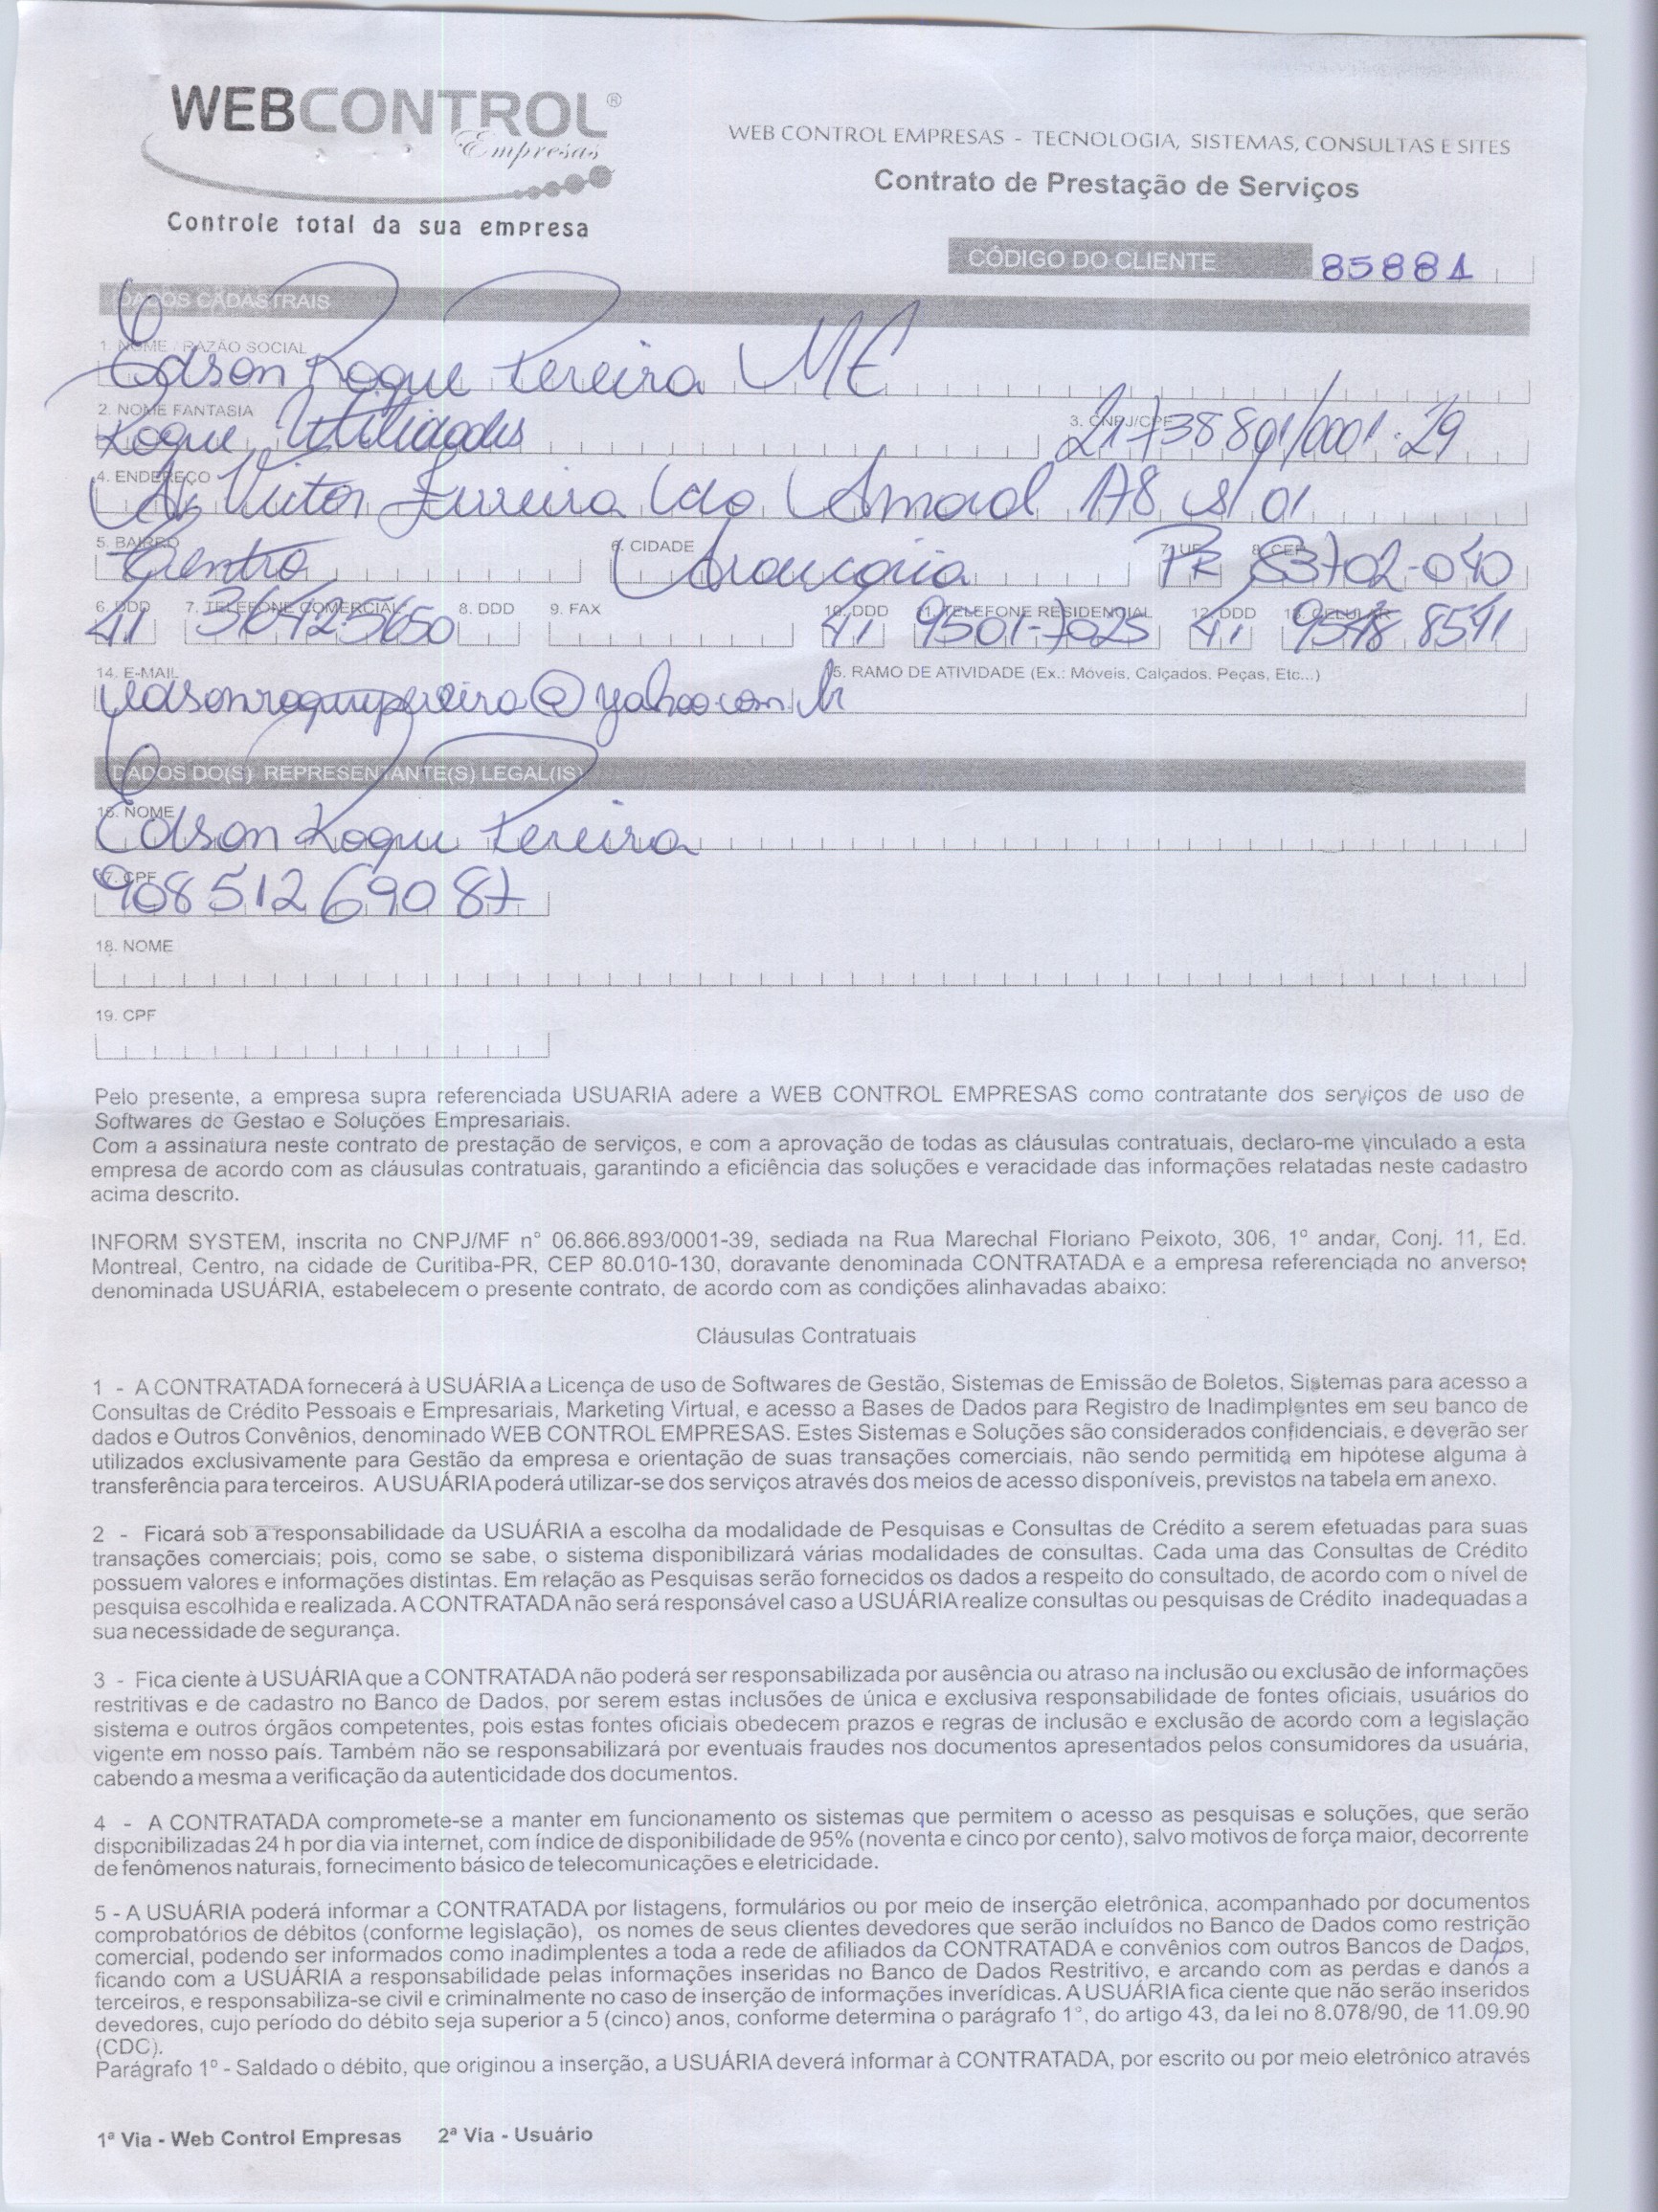 WEBCONTROL®
Empresas
Controle total da sua empresa
WEB CONTROL EMPRESAS - TECNOLOGIA, SISTEMAS, CONSULTAS E SITES
Contrato de Prestação de Serviços
CÓDIGO DO CLIENTE 85881
DADOS CADASTRAIS
1. NOME / RAZÃO SOCIAL
Edson Roque Pereira ME
2. NOME FANTASIA
Roque Utilidades
3. CNPJ/CPF
21738801/0001-29
4. ENDEREÇO
Av Victor Ferreira do Amaral 178 sl 01
5. BAIRRO
Centro
6. CIDADE
Araucária
7. UF
PR
8. CEP
83702-040
6. DDD
41
7. TELEFONE COMERCIAL
36425650
8. DDD
9. FAX
10. DDD
41
11. TELEFONE RESIDENCIAL
9501-7025
12. DDD
41
13. CELULAR
9548 8541
14. E-MAIL
edsonroquepereira@yahoo.com.br
15. RAMO DE ATIVIDADE (Ex.: Móveis, Calçados, Peças, Etc...)
DADOS DO(S) REPRESENTANTE(S) LEGAL(IS)
16. NOME
Edson Roque Pereira
17. CPF
908 512 690 87
18. NOME
19. CPF
Pelo presente, a empresa supra referenciada USUARIA adere a WEB CONTROL EMPRESAS como contratante dos serviços de uso de
Softwares de Gestao e Soluções Empresariais.
Com a assinatura neste contrato de prestação de serviços, e com a aprovação de todas as cláusulas contratuais, declaro-me vinculado a esta
empresa de acordo com as cláusulas contratuais, garantindo a eficiência das soluções e veracidade das informações relatadas neste cadastro
acima descrito.
INFORM SYSTEM, inscrita no CNPJ/MF n° 06.866.893/0001-39, sediada na Rua Marechal Floriano Peixoto, 306, 1º andar, Conj. 11, Ed.
Montreal, Centro, na cidade de Curitiba-PR, CEP 80.010-130, doravante denominada CONTRATADA e a empresa referenciada no anverso;
denominada USUÁRIA, estabelecem o presente contrato, de acordo com as condições alinhavadas abaixo:
Cláusulas Contratuais
1 - A CONTRATADA fornecerá à USUÁRIA a Licença de uso de Softwares de Gestão, Sistemas de Emissão de Boletos, Sistemas para acesso a
Consultas de Crédito Pessoais e Empresariais, Marketing Virtual, e acesso a Bases de Dados para Registro de Inadimplentes em seu banco de
dados e Outros Convênios, denominado WEB CONTROL EMPRESAS. Estes Sistemas e Soluções são considerados confidenciais, e deverão ser
utilizados exclusivamente para Gestão da empresa e orientação de suas transações comerciais, não sendo permitida em hipótese alguma à
transferência para terceiros. A USUÁRIA poderá utilizar-se dos serviços através dos meios de acesso disponíveis, previstos na tabela em anexo.
2 - Ficará sob a responsabilidade da USUÁRIA a escolha da modalidade de Pesquisas e Consultas de Crédito a serem efetuadas para suas
transações comerciais; pois, como se sabe, o sistema disponibilizará várias modalidades de consultas. Cada uma das Consultas de Crédito
possuem valores e informações distintas. Em relação as Pesquisas serão fornecidos os dados a respeito do consultado, de acordo com o nível de
pesquisa escolhida e realizada. A CONTRATADA não será responsável caso a USUÁRIA realize consultas ou pesquisas de Crédito inadequadas a
sua necessidade de segurança.
3 - Fica ciente à USUÁRIA que a CONTRATADA não poderá ser responsabilizada por ausência ou atraso na inclusão ou exclusão de informações
restritivas e de cadastro no Banco de Dados, por serem estas inclusões de única e exclusiva responsabilidade de fontes oficiais, usuários do
sistema e outros órgãos competentes, pois estas fontes oficiais obedecem prazos e regras de inclusão e exclusão de acordo com a legislação
vigente em nosso país. Também não se responsabilizará por eventuais fraudes nos documentos apresentados pelos consumidores da usuária,
cabendo a mesma a verificação da autenticidade dos documentos.
4 - A CONTRATADA compromete-se a manter em funcionamento os sistemas que permitem o acesso as pesquisas e soluções, que serão
disponibilizadas 24 h por dia via internet, com índice de disponibilidade de 95% (noventa e cinco por cento), salvo motivos de força maior, decorrente
de fenômenos naturais, fornecimento básico de telecomunicações e eletricidade.
5 - A USUÁRIA poderá informar a CONTRATADA por listagens, formulários ou por meio de inserção eletrônica, acompanhado por documentos
comprobatórios de débitos (conforme legislação), os nomes de seus clientes devedores que serão incluídos no Banco de Dados como restrição
comercial, podendo ser informados como inadimplentes a toda a rede de afiliados da CONTRATADA e convênios com outros Bancos de Dados,
ficando com a USUÁRIA a responsabilidade pelas informações inseridas no Banco de Dados Restritivo, e arcando com as perdas e danos a
terceiros, e responsabiliza-se civil e criminalmente no caso de inserção de informações inverídicas. A USUÁRIA fica ciente que não serão inseridos
devedores, cujo período do débito seja superior a 5 (cinco) anos, conforme determina o parágrafo 1°, do artigo 43, da lei no 8.078/90, de 11.09.90
(CDC).
Parágrafo 1º - Saldado o débito, que originou a inserção, a USUÁRIA deverá informar à CONTRATADA, por escrito ou por meio eletrônico através
1ª Via - Web Control Empresas 2ª Via - Usuário